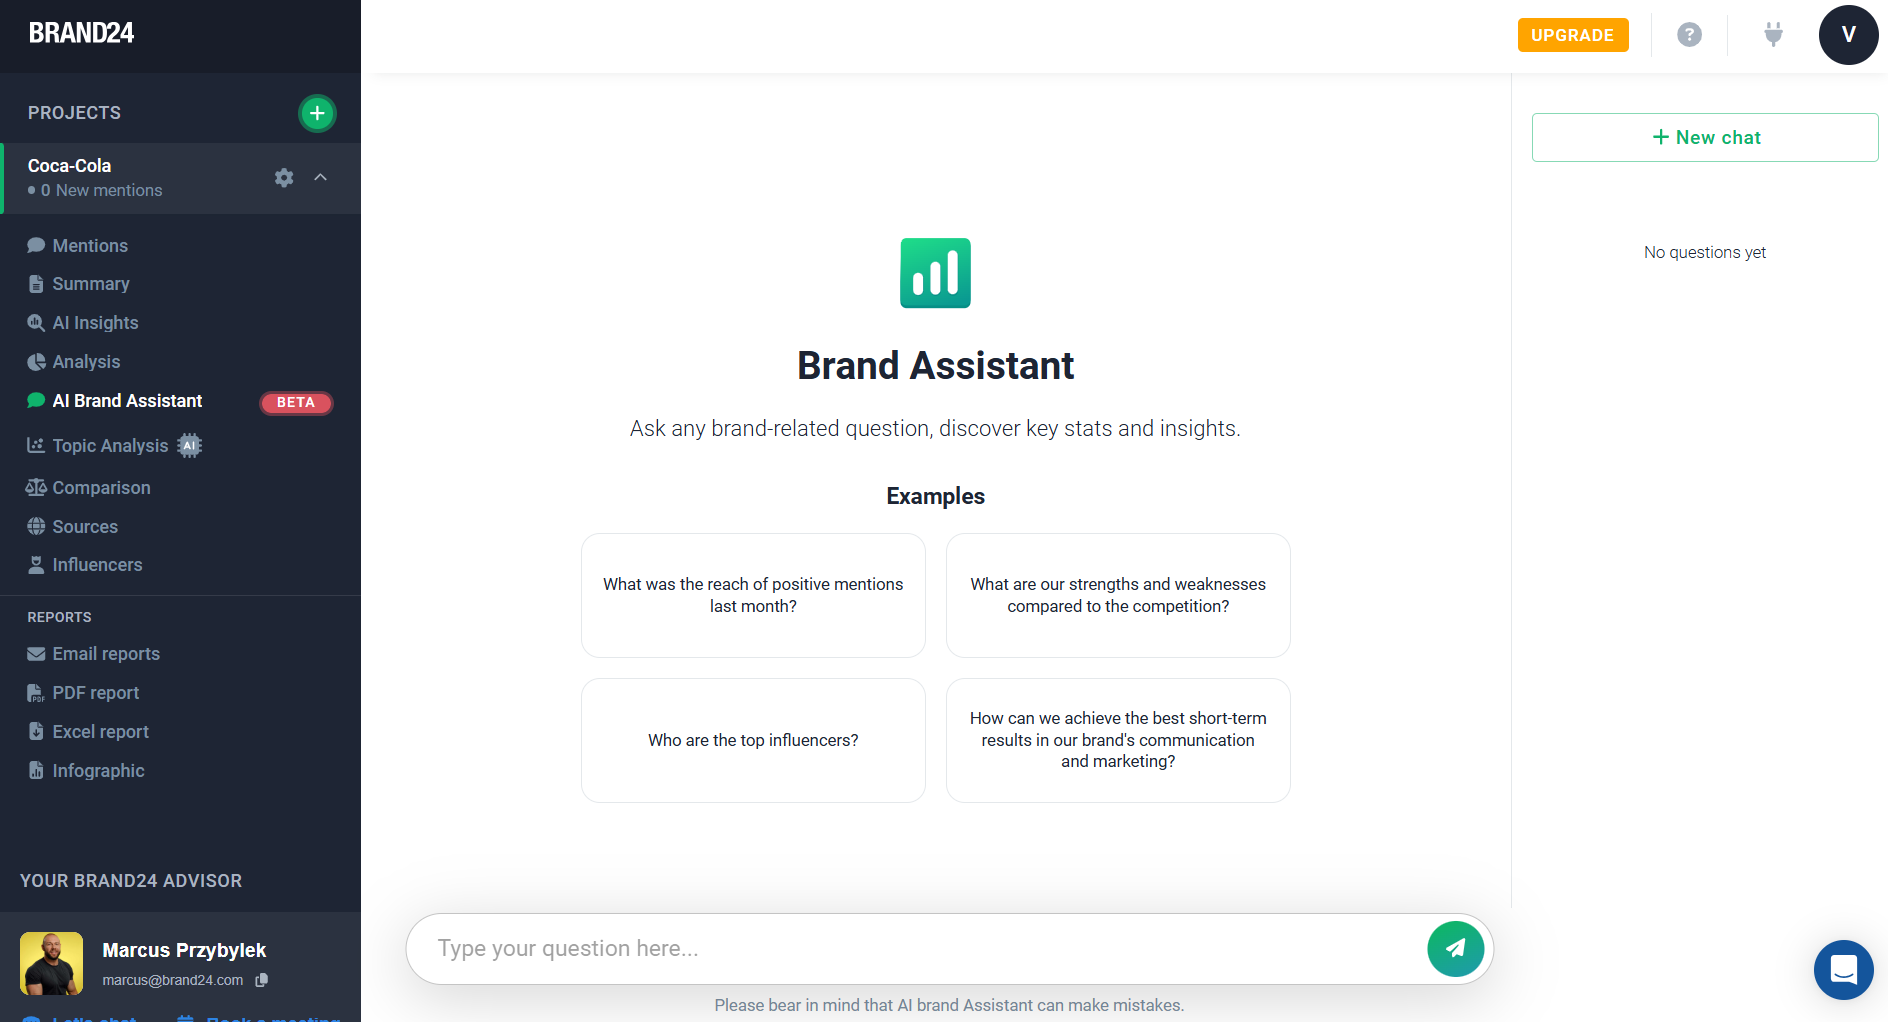 BRAND24
UPGRADE
?
V
PROJECTS
+
Coca-Cola
0 New mentions
Mentions
Summary
AI Insights
Analysis
AI Brand Assistant
BETA
Topic Analysis AI
Comparison
Sources
Influencers
REPORTS
Email reports
PDF report
Excel report
Infographic
YOUR BRAND24 ADVISOR
Marcus Przybylek
marcus@brand24.com
Let's chat
Book a meeting
Brand Assistant
Ask any brand-related question, discover key stats and insights.
Examples
What was the reach of positive mentions
last month?
What are our strengths and weaknesses
compared to the competition?
Who are the top influencers?
How can we achieve the best short-term
results in our brand's communication
and marketing?
Type your question here...
Please bear in mind that AI brand Assistant can make mistakes.
+ New chat
No questions yet